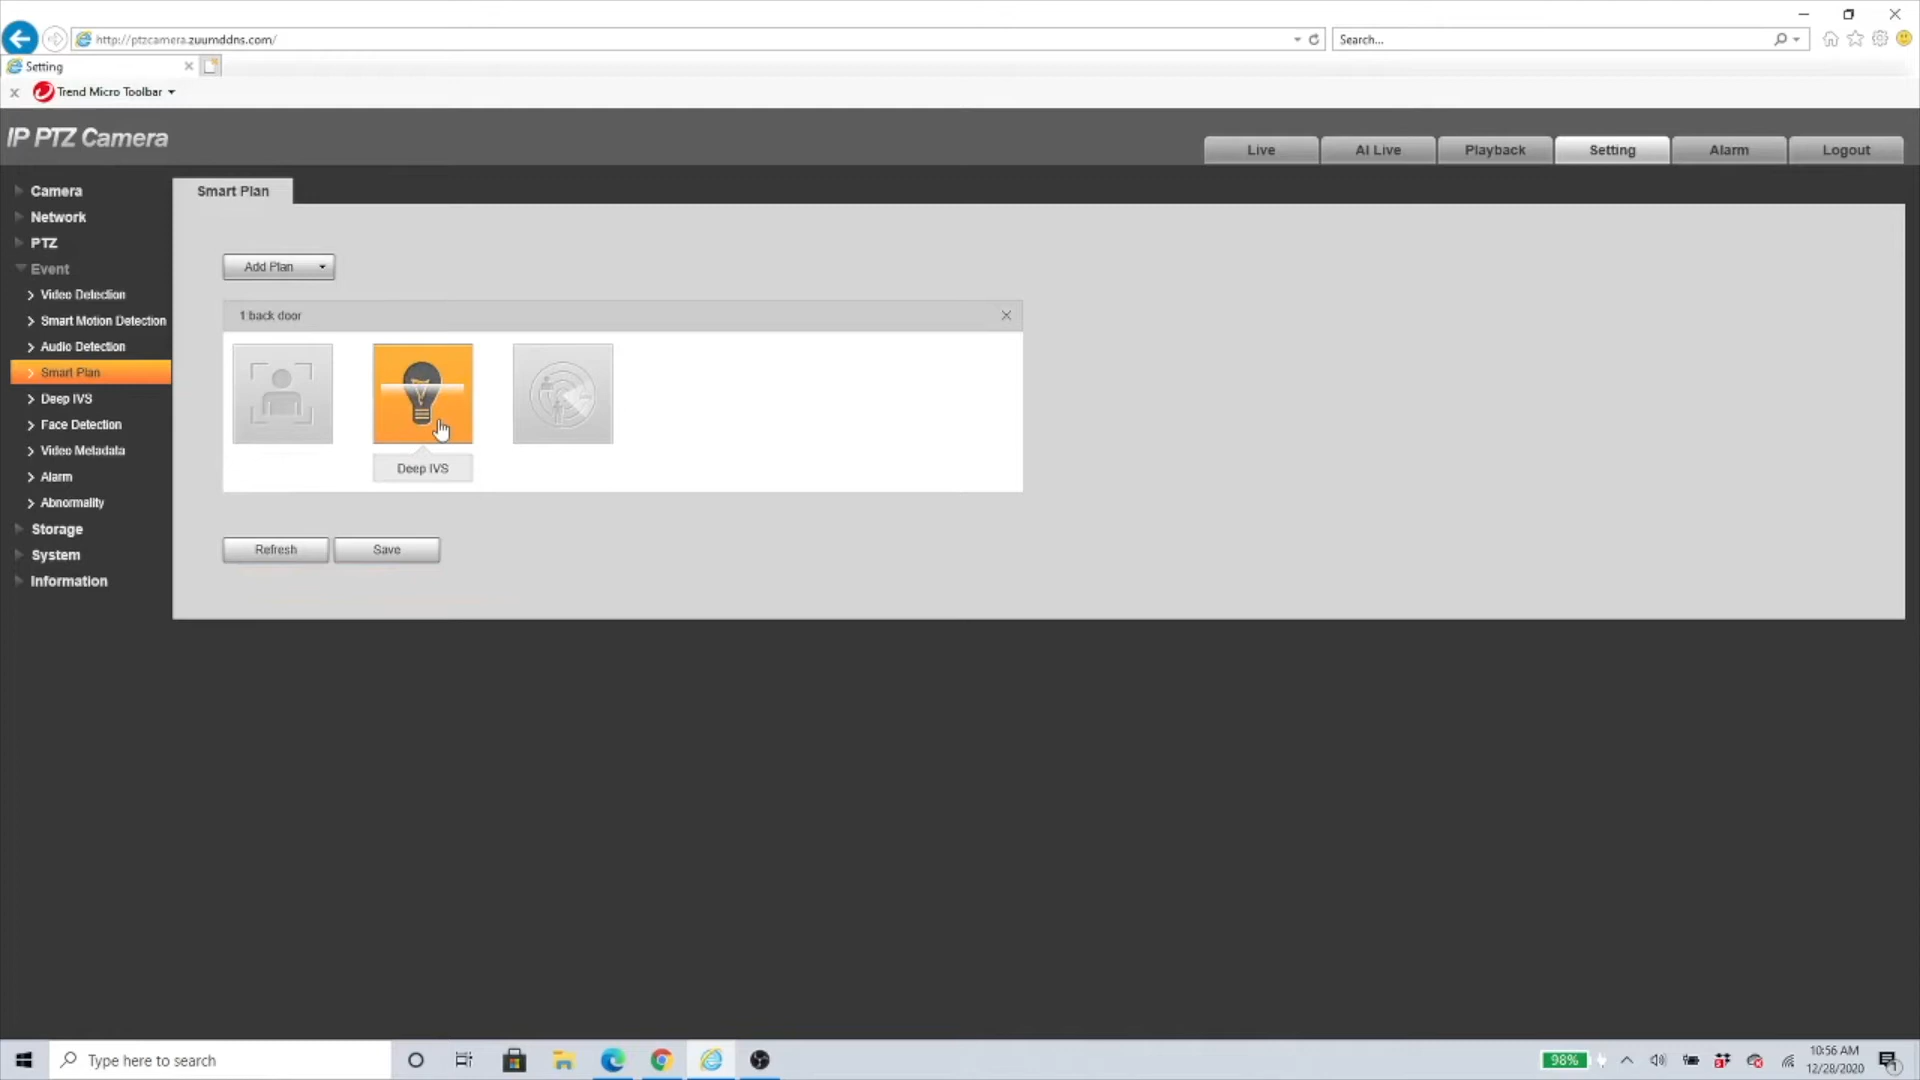 http://ptzcamera.zuumddns.com/
Search...
Setting
Trend Micro Toolbar
IP PTZ Camera
Live
AI Live
Playback
Setting
Alarm
Logout
Camera
Network
PTZ
Event
Video Detection
Smart Motion Detection
Audio Detection
Smart Plan
Deep IVS
Face Detection
Video Metadata
Alarm
Abnormality
Storage
System
Information
Smart Plan
Add Plan
1 back door
Deep IVS
Refresh
Save
Type here to search
98%
10:56 AM
12/28/2020
1